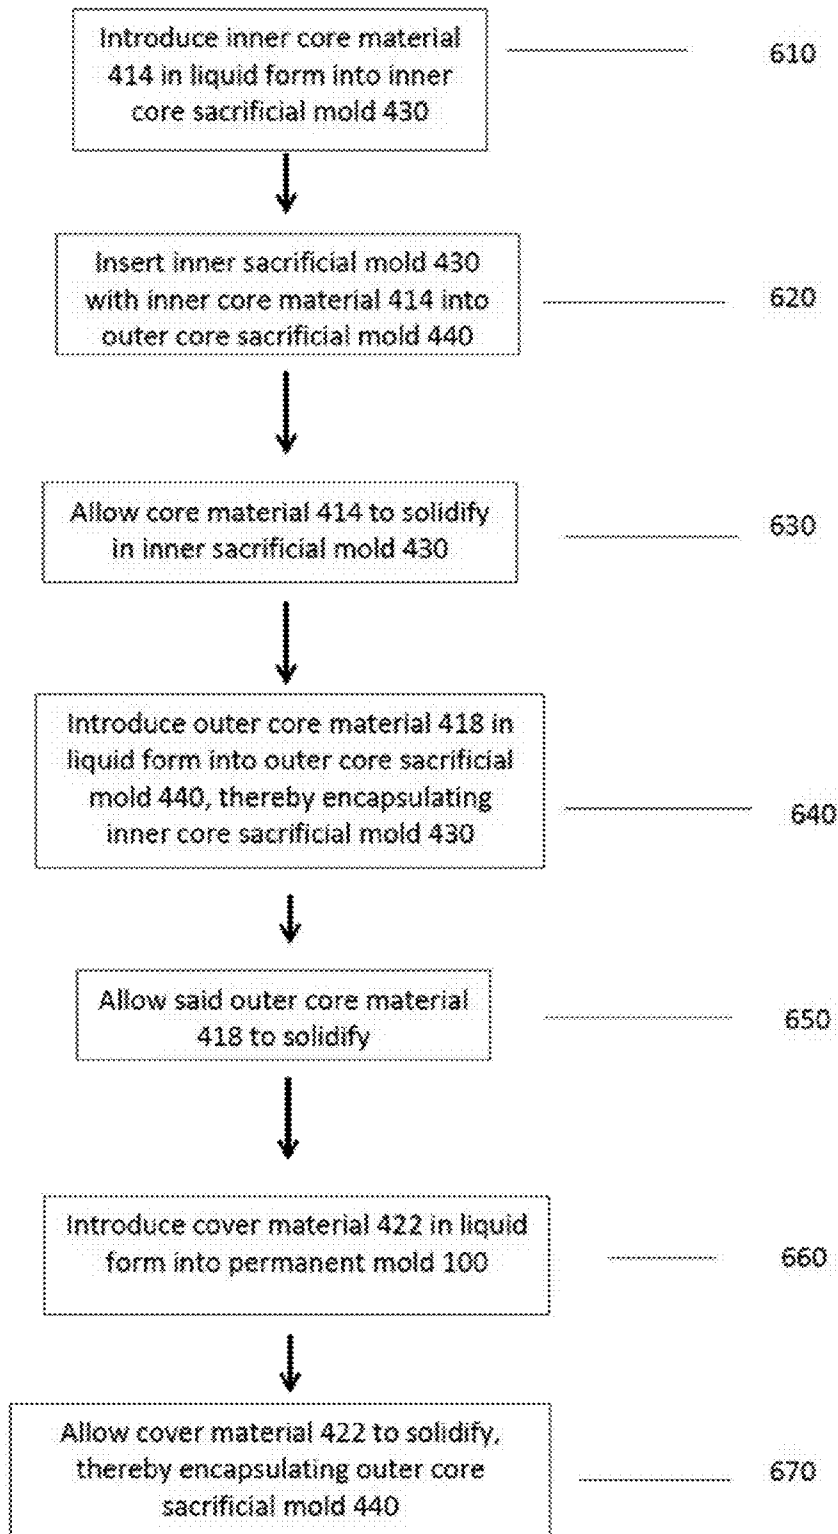 Introduce inner core material
414 in liquid form into inner
core sacrificial mold 430
610
Insert inner sacrificial mold 430
with inner core material 414 into
outer core sacrificial mold 440
620
Allow core material 414 to solidify
in inner sacrificial mold 430
630
Introduce outer core material 418 in
liquid form into outer core sacrificial
mold 440, thereby encapsulating
inner core sacrificial mold 430
640
Allow said outer core material
418 to solidify
650
Introduce cover material 422 in liquid
form into permanent mold 100
660
Allow cover material 422 to solidify,
thereby encapsulating outer core
sacrificial mold 440
670